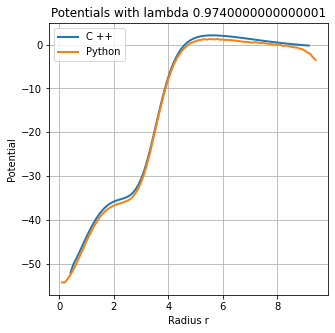 Potentials with lambda 0.9740000000000001
C ++
Python
0
−10
−20
−30
−40
−50
Potential
0
2
4
6
8
Radius r